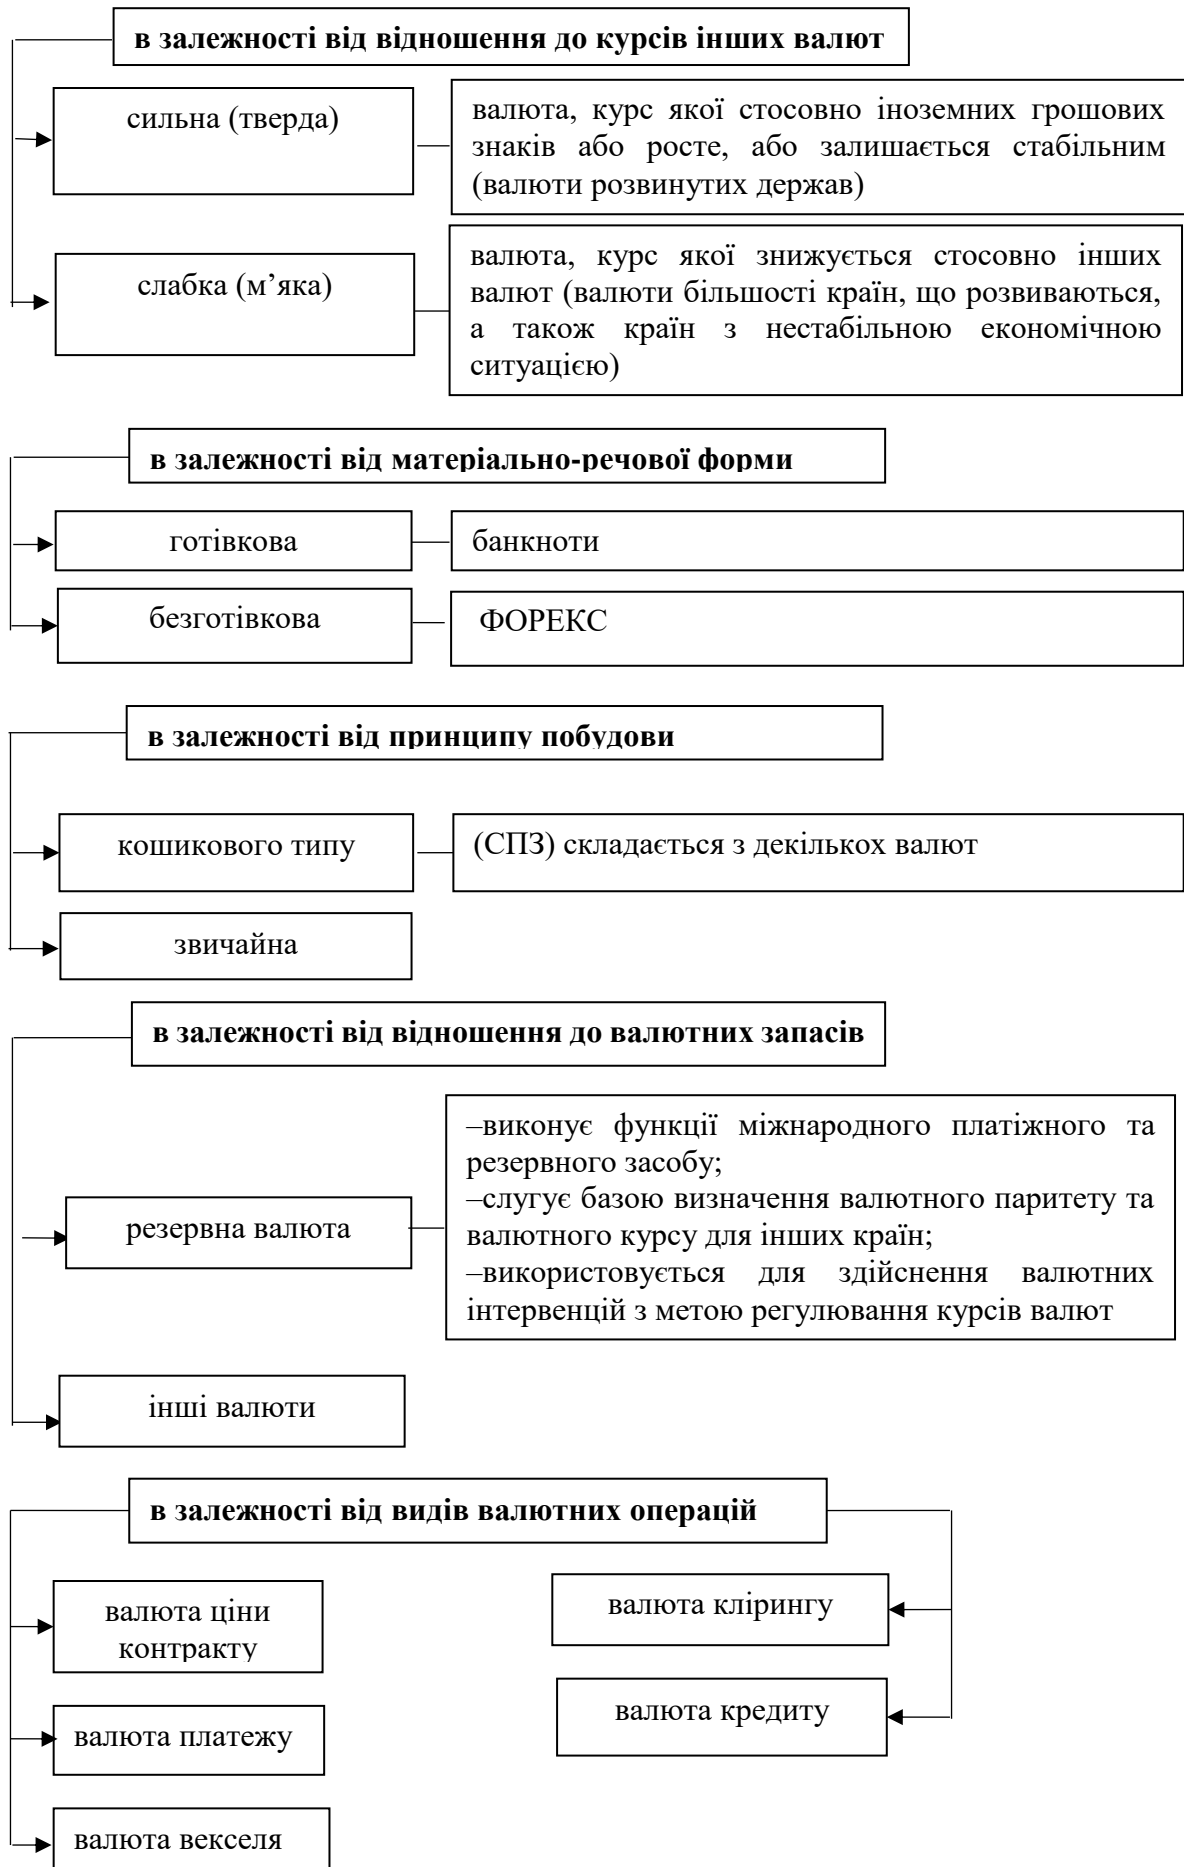 в залежності від відношення до курсів інших валют
сильна (тверда)
валюта, курс якої стосовно іноземних грошових
знаків або росте, або залишається стабільним
(валюти розвинутих держав)
слабка (м’яка)
валюта, курс якої знижується стосовно інших
валют (валюти більшості країн, що розвиваються,
а також країн з нестабільною економічною
ситуацією)
в залежності від матеріально-речової форми
готівкова
банкноти
безготівкова
ФОРЕКС
в залежності від принципу побудови
кошикового типу
(СПЗ) складається з декількох валют
звичайна
в залежності від відношення до валютних запасів
резервна валюта
–виконує функції міжнародного платіжного та
резервного засобу;
–слугує базою визначення валютного паритету та
валютного курсу для інших країн;
–використовується для здійснення валютних
інтервенцій з метою регулювання курсів валют
інші валюти
в залежності від видів валютних операцій
валюта ціни
контракту
валюта клірингу
валюта платежу
валюта кредиту
валюта векселя